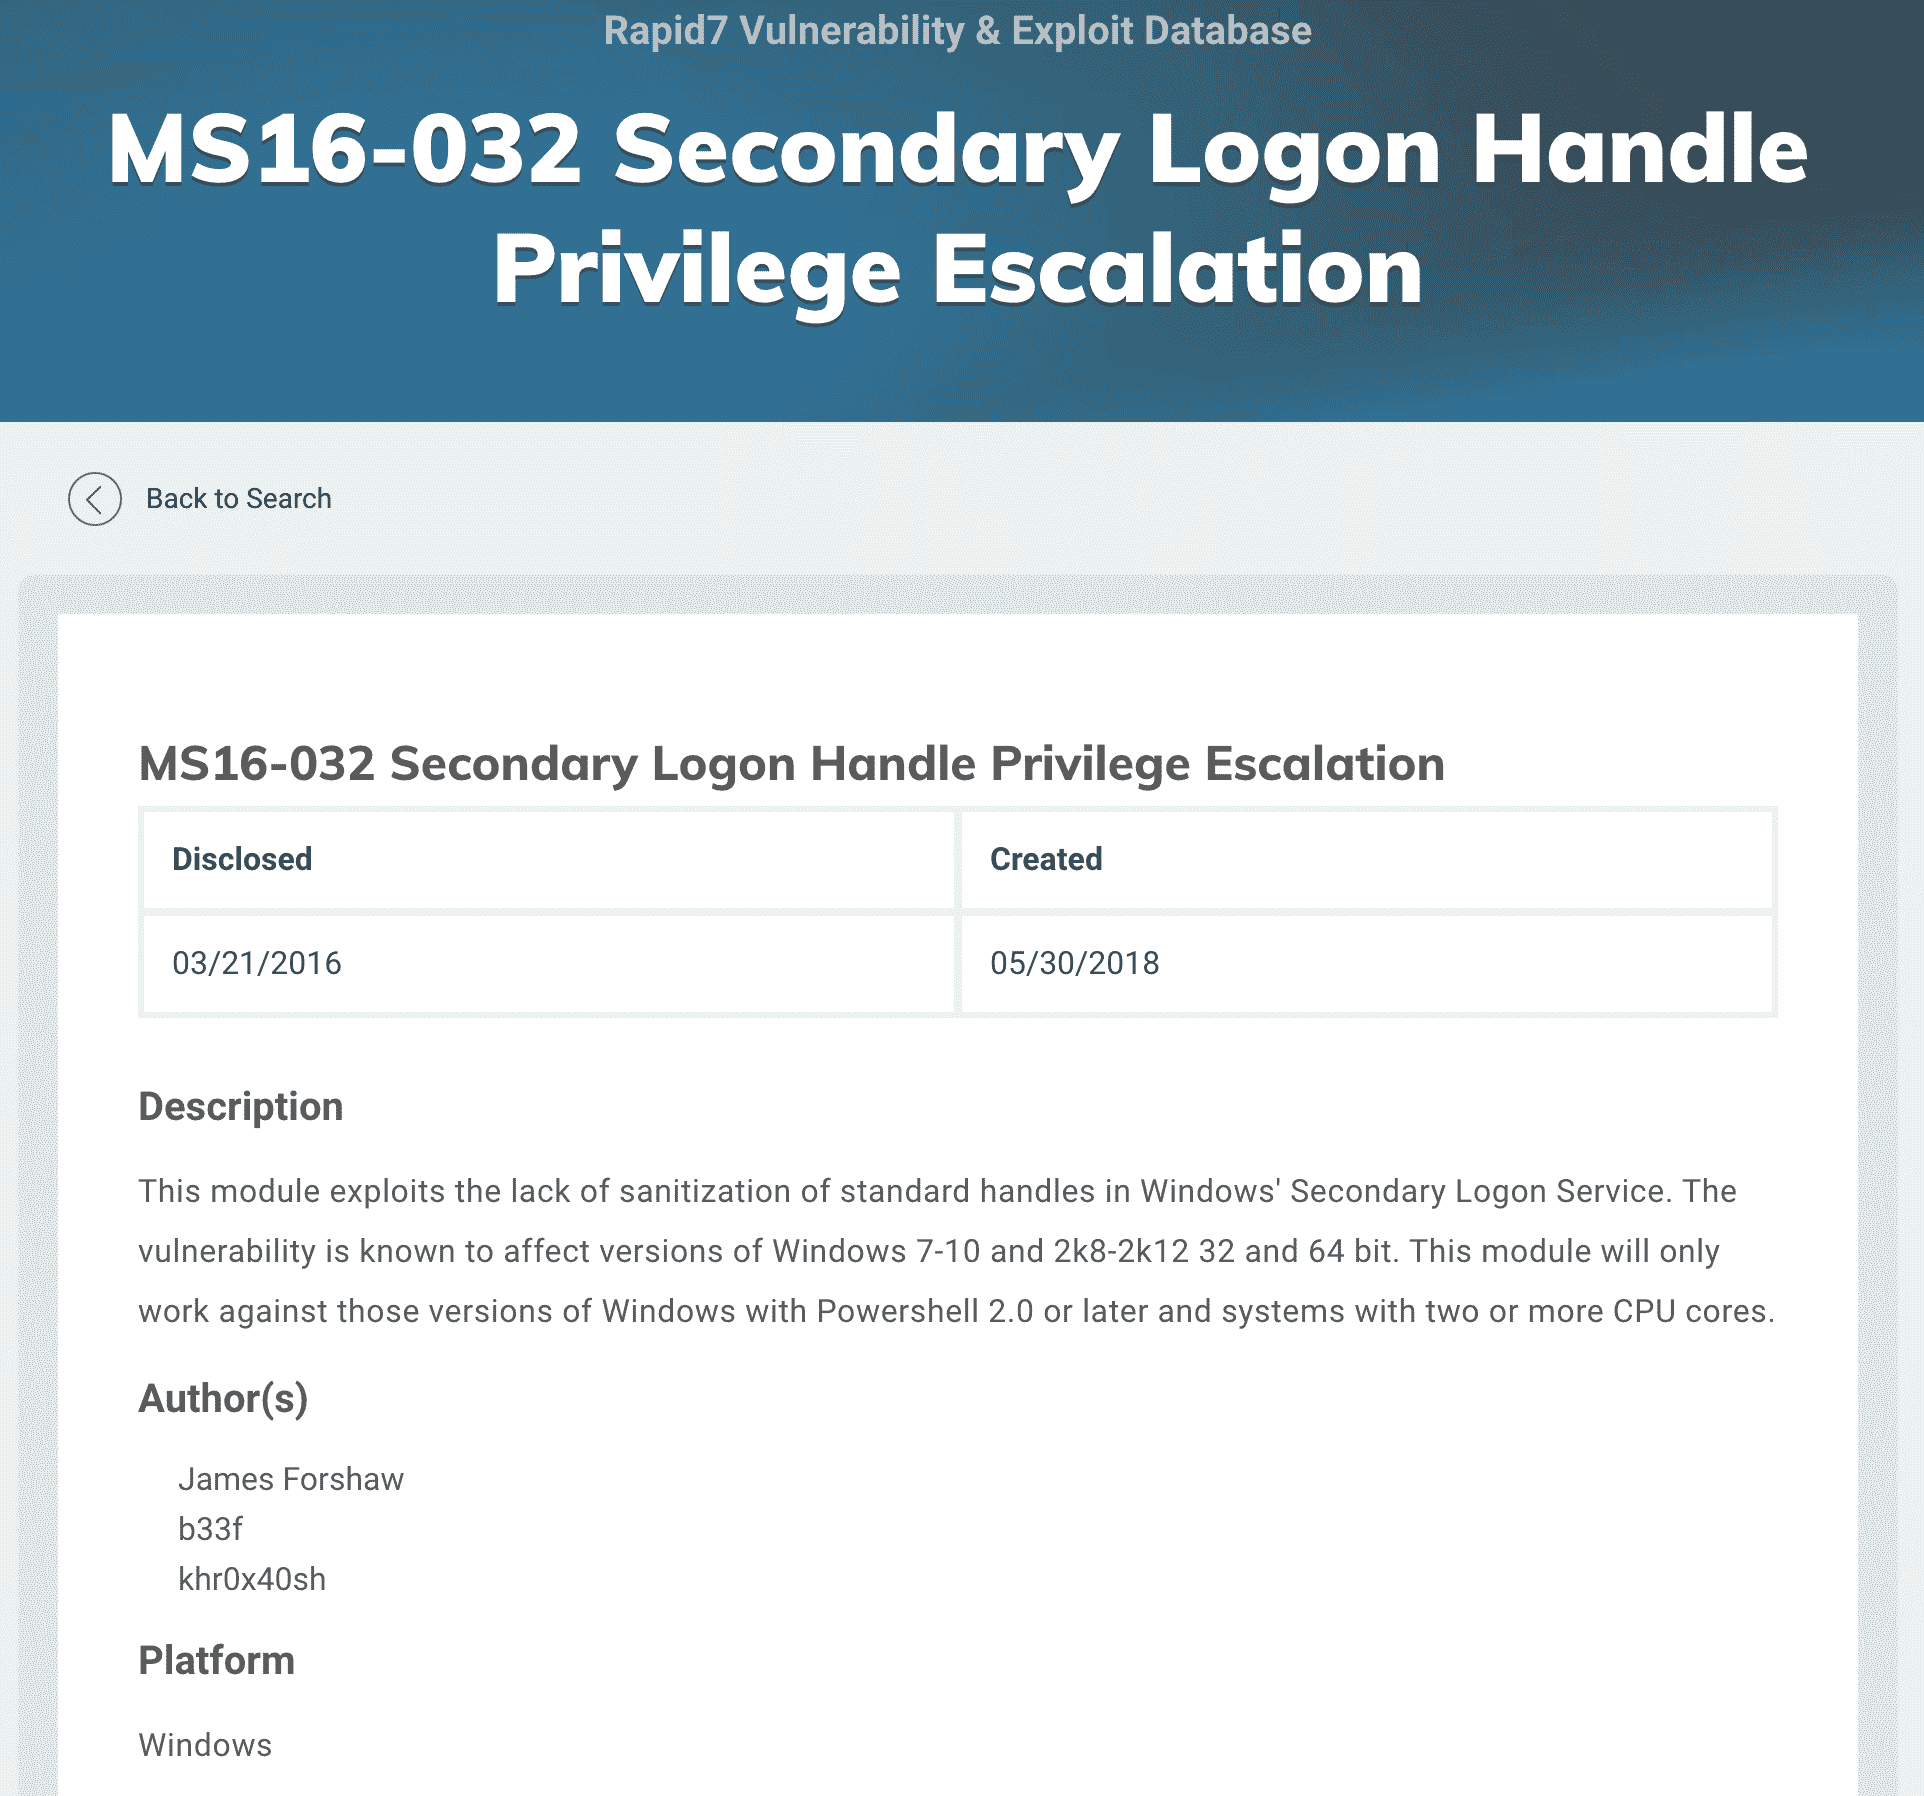 Rapid7 Vulnerability & Exploit Database
MS16-032 Secondary Logon Handle
Privilege Escalation
Back to Search
MS16-032 Secondary Logon Handle Privilege Escalation
Disclosed
Created
03/21/2016
05/30/2018
Description
This module exploits the lack of sanitization of standard handles in Windows' Secondary Logon Service. The
vulnerability is known to affect versions of Windows 7-10 and 2k8-2k12 32 and 64 bit. This module will only
work against those versions of Windows with Powershell 2.0 or later and systems with two or more CPU cores.
Author(s)
James Forshaw
b33f
khr0x40sh
Platform
Windows